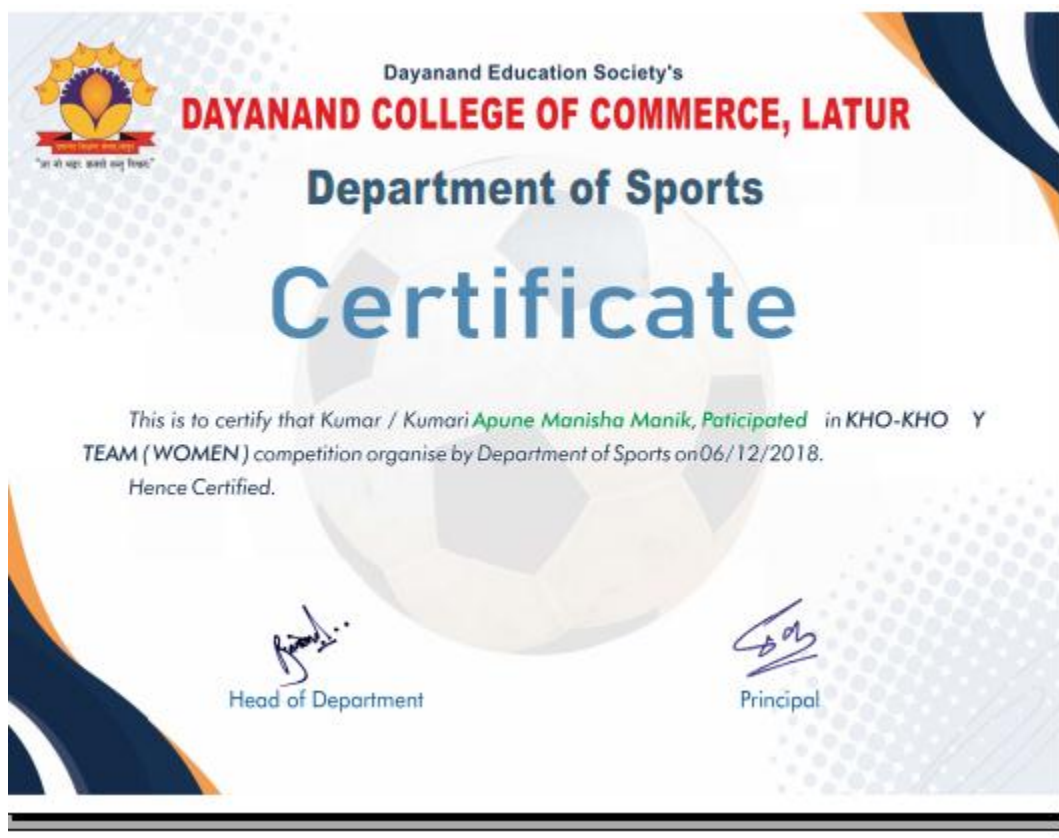 Dayanand Education Society's
DAYANAND COLLEGE OF COMMERCE, LATUR
Department of Sports
Certificate
This is to certify that Kumar / Kumari Apune Manisha Manik, Paticipated in KHO-KHO Y
TEAM ( WOMEN ) competition organise by Department of Sports on 06/12/2018.
Hence Certified.
Head of Department
Principal